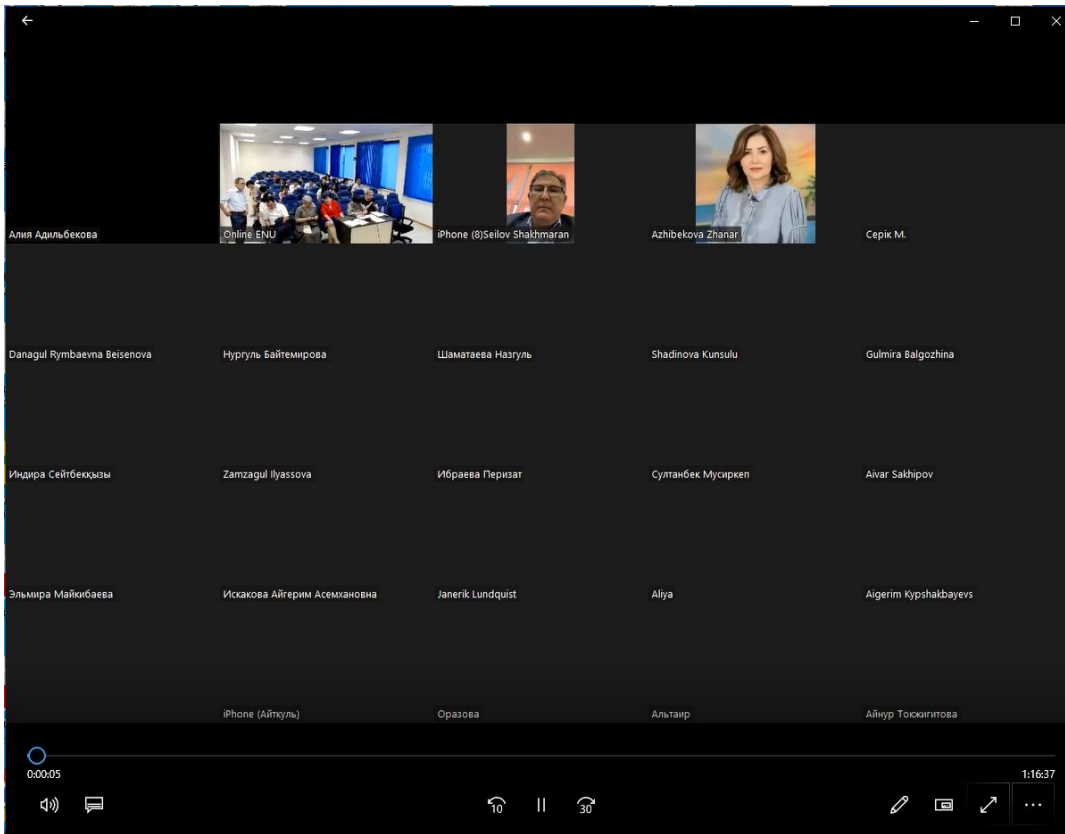 Алия Адильбекова
Online ENU
iPhone (8)Seilov Shakhmaran
Azhibekova Zhanar
Серік М.
Danagul Rymbaevna Beisenova
Нургуль Байтемирова
Шаматаева Назгуль
Shadinova Kunsulu
Gulmira Balgozhina
Индира Сейтбекқызы
Zamzagul Ilyassova
Ибраева Перизат
Султанбек Мусиркеп
Aivar Sakhipov
Эльмира Майкибаева
Искакова Айгерим Асемхановна
Janerik Lundquist
Aliya
Aigerim Kypshakbayevs
iPhone (Айткуль)
Оразова
Альтаир
Айнур Токжигитова
0:00:05
1:16:37
10
30